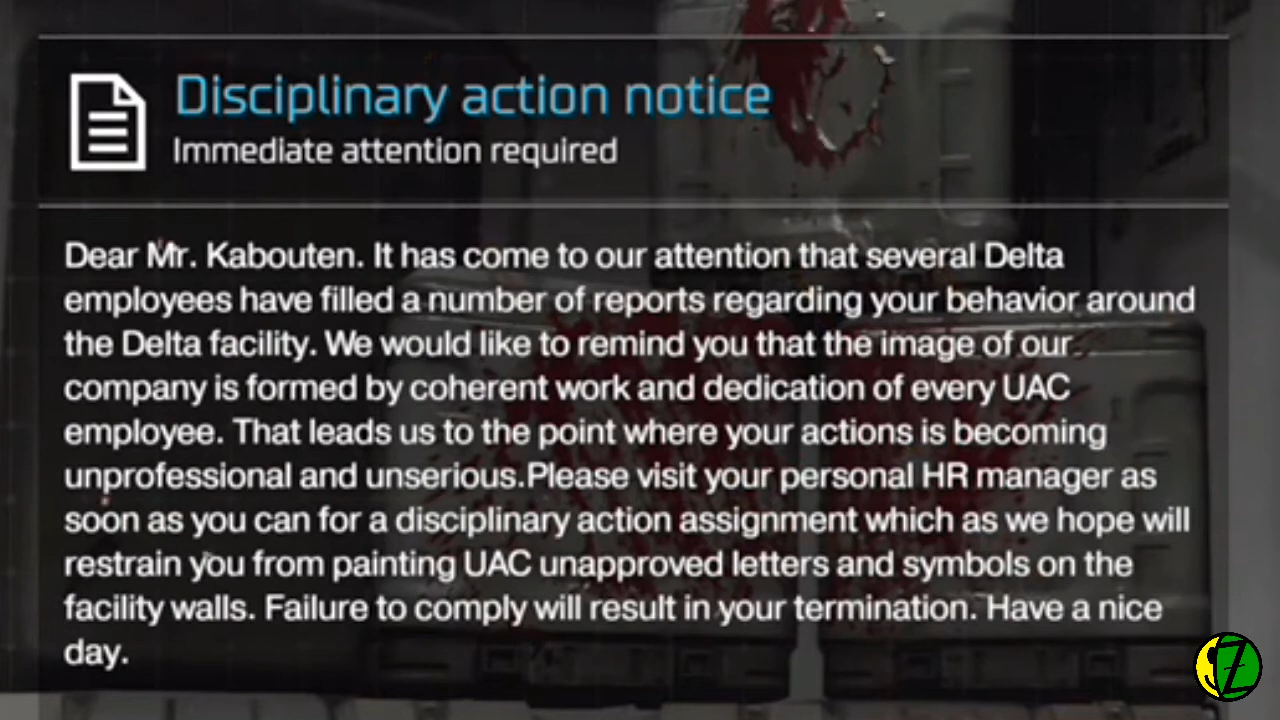 Disciplinary action notice
Immediate attention required
Dear Mr. Kabouten. It has come to our attention that several Delta
employees have filled a number of reports regarding your behavior around
the Delta facility. We would like to remind you that the image of our
company is formed by coherent work and dedication of every UAC
employee. That leads us to the point where your actions is becoming
unprofessional and unserious.Please visit your personal HR manager as
soon as you can for a disciplinary action assignment which as we hope will
restrain you from painting UAC unapproved letters and symbols on the
facility walls. Failure to comply will result in your termination. Have a nice
day.